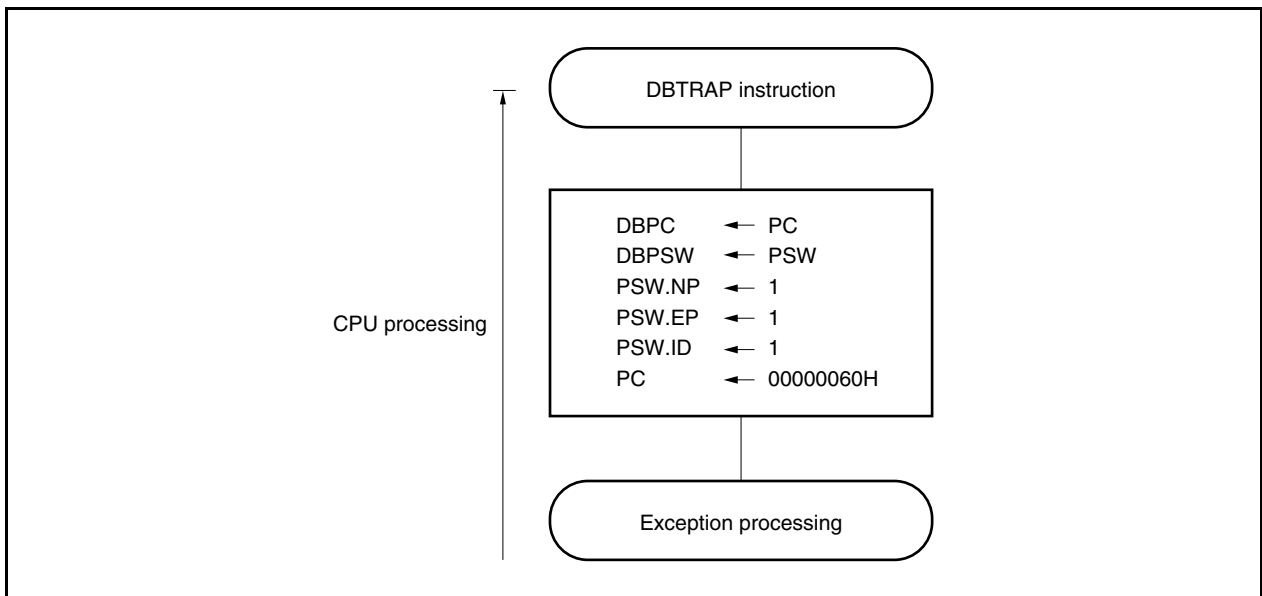 DBTRAP instruction
DBPC ← PC
DBPSW ← PSW
PSW.NP ← 1
PSW.EP ← 1
PSW.ID ← 1
PC ← 00000060H
CPU processing
Exception processing